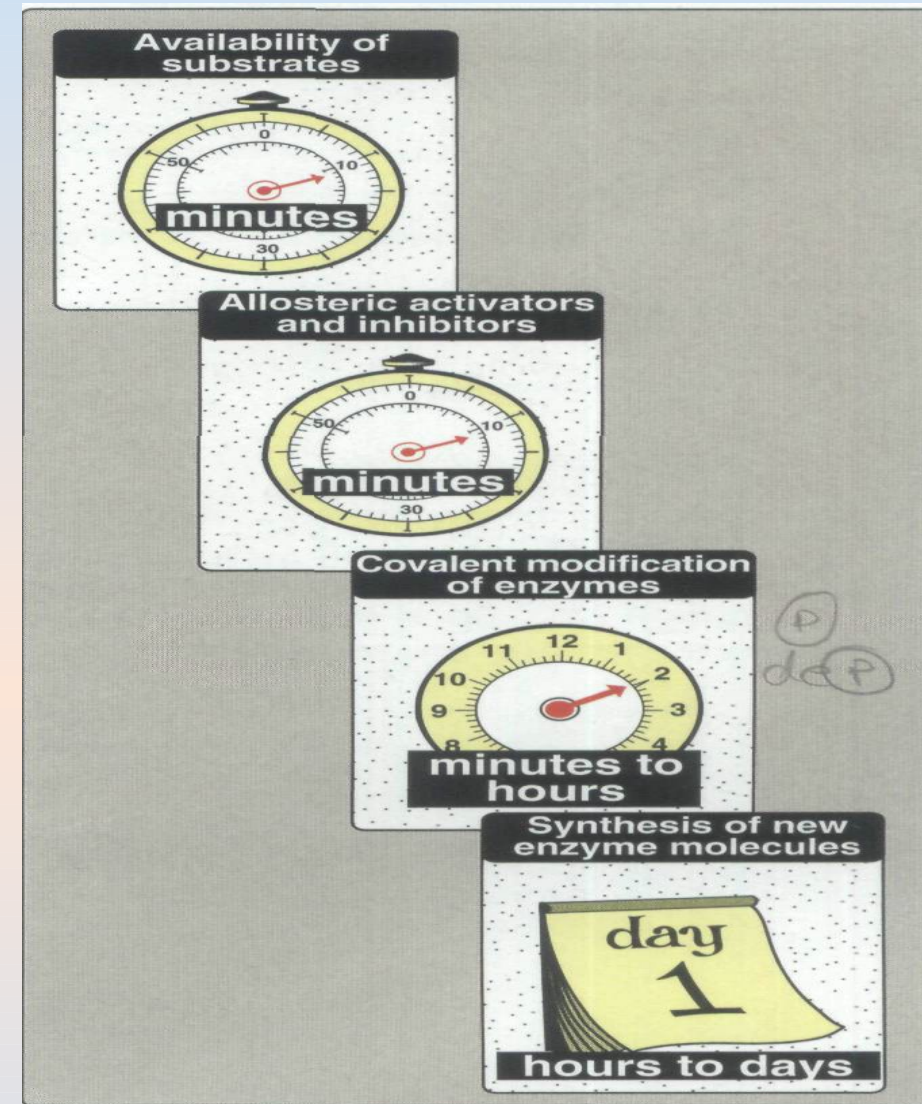 Availability of
substrates
0
50
10
minutes
30
Allosteric activators
and inhibitors
0
50
10
minutes
30
Covalent modification
of enzymes
12
11
1
10
2
9
3
8
4
minutes to
hours
P
de P
Synthesis of new
enzyme molecules
day
1
hours to days